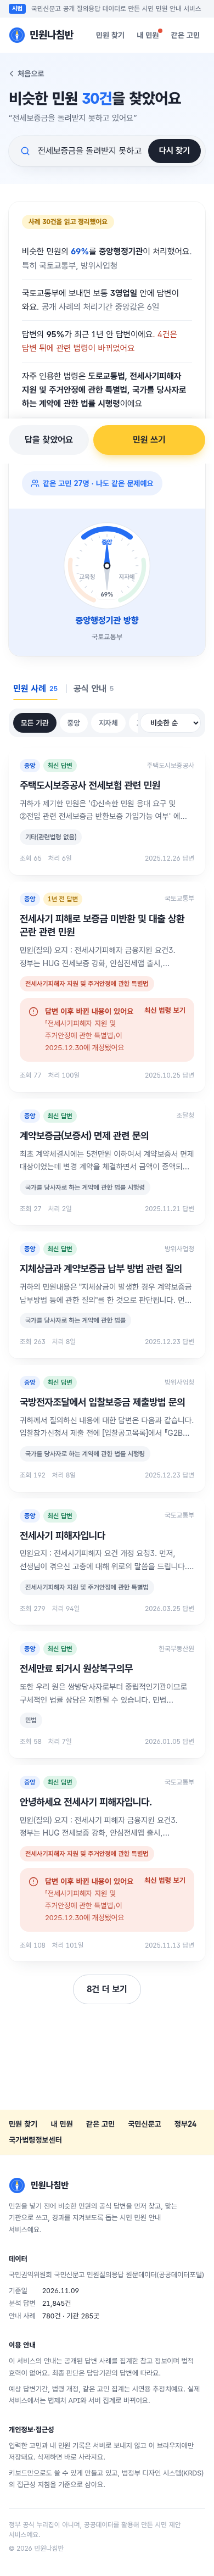 시범 국민신문고 공개 질의응답 데이터로 만든 시민 민원 안내 서비스
민원나침반
민원 찾기 내 민원 같은 고민
처음으로
비슷한 민원 30건을 찾았어요
"전세보증금을 돌려받지 못하고 있어요"
전세보증금을 돌려받지 못하고 다시 찾기
사례 30건를 읽고 정리했어요
비슷한 민원의 69%를 중앙행정기관이 처리했어요.
특히 국토교통부, 방위사업청
국토교통부에 보내면 보통 3영업일 안에 답변이
와요. 공개 사례의 처리기간 중앙값은 6일
답변의 95%가 최근 1년 안 답변이에요. 4건은
답변 뒤에 관련 법령이 바뀌었어요
자주 인용한 법령은 도로교통법, 전세사기피해자
지원 및 주거안정에 관한 특별법, 국가를 당사자로
하는 계약에 관한 법률 시행령이에요
답을 찾았어요 민원 쓰기
같은 고민 27명 · 나도 같은 문제예요
중앙
교육청 지자체
69%
중앙행정기관 방향
국토교통부
민원 사례 25 공식 안내 5
모든 기관 중앙 지자체 비슷한 순
중앙 최신 답변 주택도시보증공사
주택도시보증공사 전세보험 관련 민원
귀하가 제기한 민원은 '①신속한 민원 응대 요구 및
②전입 관련 전세보증금 반환보증 가입가능 여부' 에...
기타(관련법령 없음)
조회 65 처리 6일 2025.12.26 답변
중앙 1년 전 답변 국토교통부
전세사기 피해로 보증금 미반환 및 대출 상환
곤란 관련 민원
민원(질의) 요지 : 전세사기피해자 금융지원 요건3.
정부는 HUG 전세보증 강화, 안심전세앱 출시,...
전세사기피해자 지원 및 주거안정에 관한 특별법
답변 이후 바뀐 내용이 있어요 최신 법령 보기
「전세사기피해자 지원 및
주거안정에 관한 특별법」이
2025.12.30에 개정됐어요
조회 77 처리 100일 2025.10.25 답변
중앙 최신 답변 조달청
계약보증금(보증서) 면제 관련 문의
최초 계약체결시에는 5천만원 이하여서 계약보증서 면제
대상이었는데 변경 계약을 체결하면서 금액이 증액되...
국가를 당사자로 하는 계약에 관한 법률 시행령
조회 27 처리 2일 2025.11.21 답변
중앙 최신 답변 방위사업청
지체상금과 계약보증금 납부 방법 관련 질의
귀하의 민원내용은 "지체상금이 발생한 경우 계약보증금
납부방법 등에 관한 질의"를 한 것으로 판단됩니다. 먼...
국가를 당사자로 하는 계약에 관한 법률
조회 263 처리 8일 2025.12.23 답변
중앙 최신 답변 방위사업청
국방전자조달에서 입찰보증금 제출방법 문의
귀하께서 질의하신 내용에 대한 답변은 다음과 같습니다.
입찰참가신청서 제출 전에 [입찰공고목록]에서 『G2B...
국가를 당사자로 하는 계약에 관한 법률 시행령
조회 192 처리 8일 2025.12.23 답변
중앙 최신 답변 국토교통부
전세사기 피해자입니다
민원요지 : 전세사기피해자 요건 개정 요청3. 먼저,
선생님이 겪으신 고충에 대해 위로의 말씀을 드립니다....
전세사기피해자 지원 및 주거안정에 관한 특별법
조회 279 처리 94일 2026.03.25 답변
중앙 최신 답변 한국부동산원
전세만료 퇴거시 원상복구의무
또한 우리 원은 쌍방당사자로부터 중립적인기관이므로
구체적인 법률 상담은 제한될 수 있습니다. 민법...
민법
조회 58 처리 7일 2026.01.05 답변
중앙 최신 답변 국토교통부
안녕하세요 전세사기 피해자입니다.
민원(질의) 요지 : 전세사기 피해자 금융지원 요건3.
정부는 HUG 전세보증 강화, 안심전세앱 출시,...
전세사기피해자 지원 및 주거안정에 관한 특별법
답변 이후 바뀐 내용이 있어요 최신 법령 보기
「전세사기피해자 지원 및
주거안정에 관한 특별법」이
2025.12.30에 개정됐어요
조회 108 처리 101일 2025.11.13 답변
8건 더 보기
민원 찾기 내 민원 같은 고민 국민신문고 정부24
국가법령정보센터
민원나침반
민원을 넣기 전에 비슷한 민원의 공식 답변을 먼저 찾고, 맞는
기관으로 쓰고, 경과를 지켜보도록 돕는 시민 민원 안내
서비스예요.
데이터
국민권익위원회 국민신문고 민원질의응답 원문데이터(공공데이터포털)
기준일 2026.11.09
분석 답변 21,845건
안내 사례 780건 · 기관 285곳
이용 안내
이 서비스의 안내는 공개된 답변 사례를 집계한 참고 정보이며 법적
효력이 없어요. 최종 판단은 담당기관의 답변에 따라요.
예상 답변기간, 법령 개정, 같은 고민 집계는 시연용 추정치예요. 실제
서비스에서는 법제처 API와 서버 집계로 바뀌어요.
개인정보·접근성
입력한 고민과 내 민원 기록은 서버로 보내지 않고 이 브라우저에만
저장돼요. 삭제하면 바로 사라져요.
키보드만으로도 쓸 수 있게 만들고 있고, 범정부 디자인 시스템(KRDS)
의 접근성 지침을 기준으로 삼아요.
정부 공식 누리집이 아니며, 공공데이터를 활용해 만든 시민 제안
서비스예요.
© 2026 민원나침반